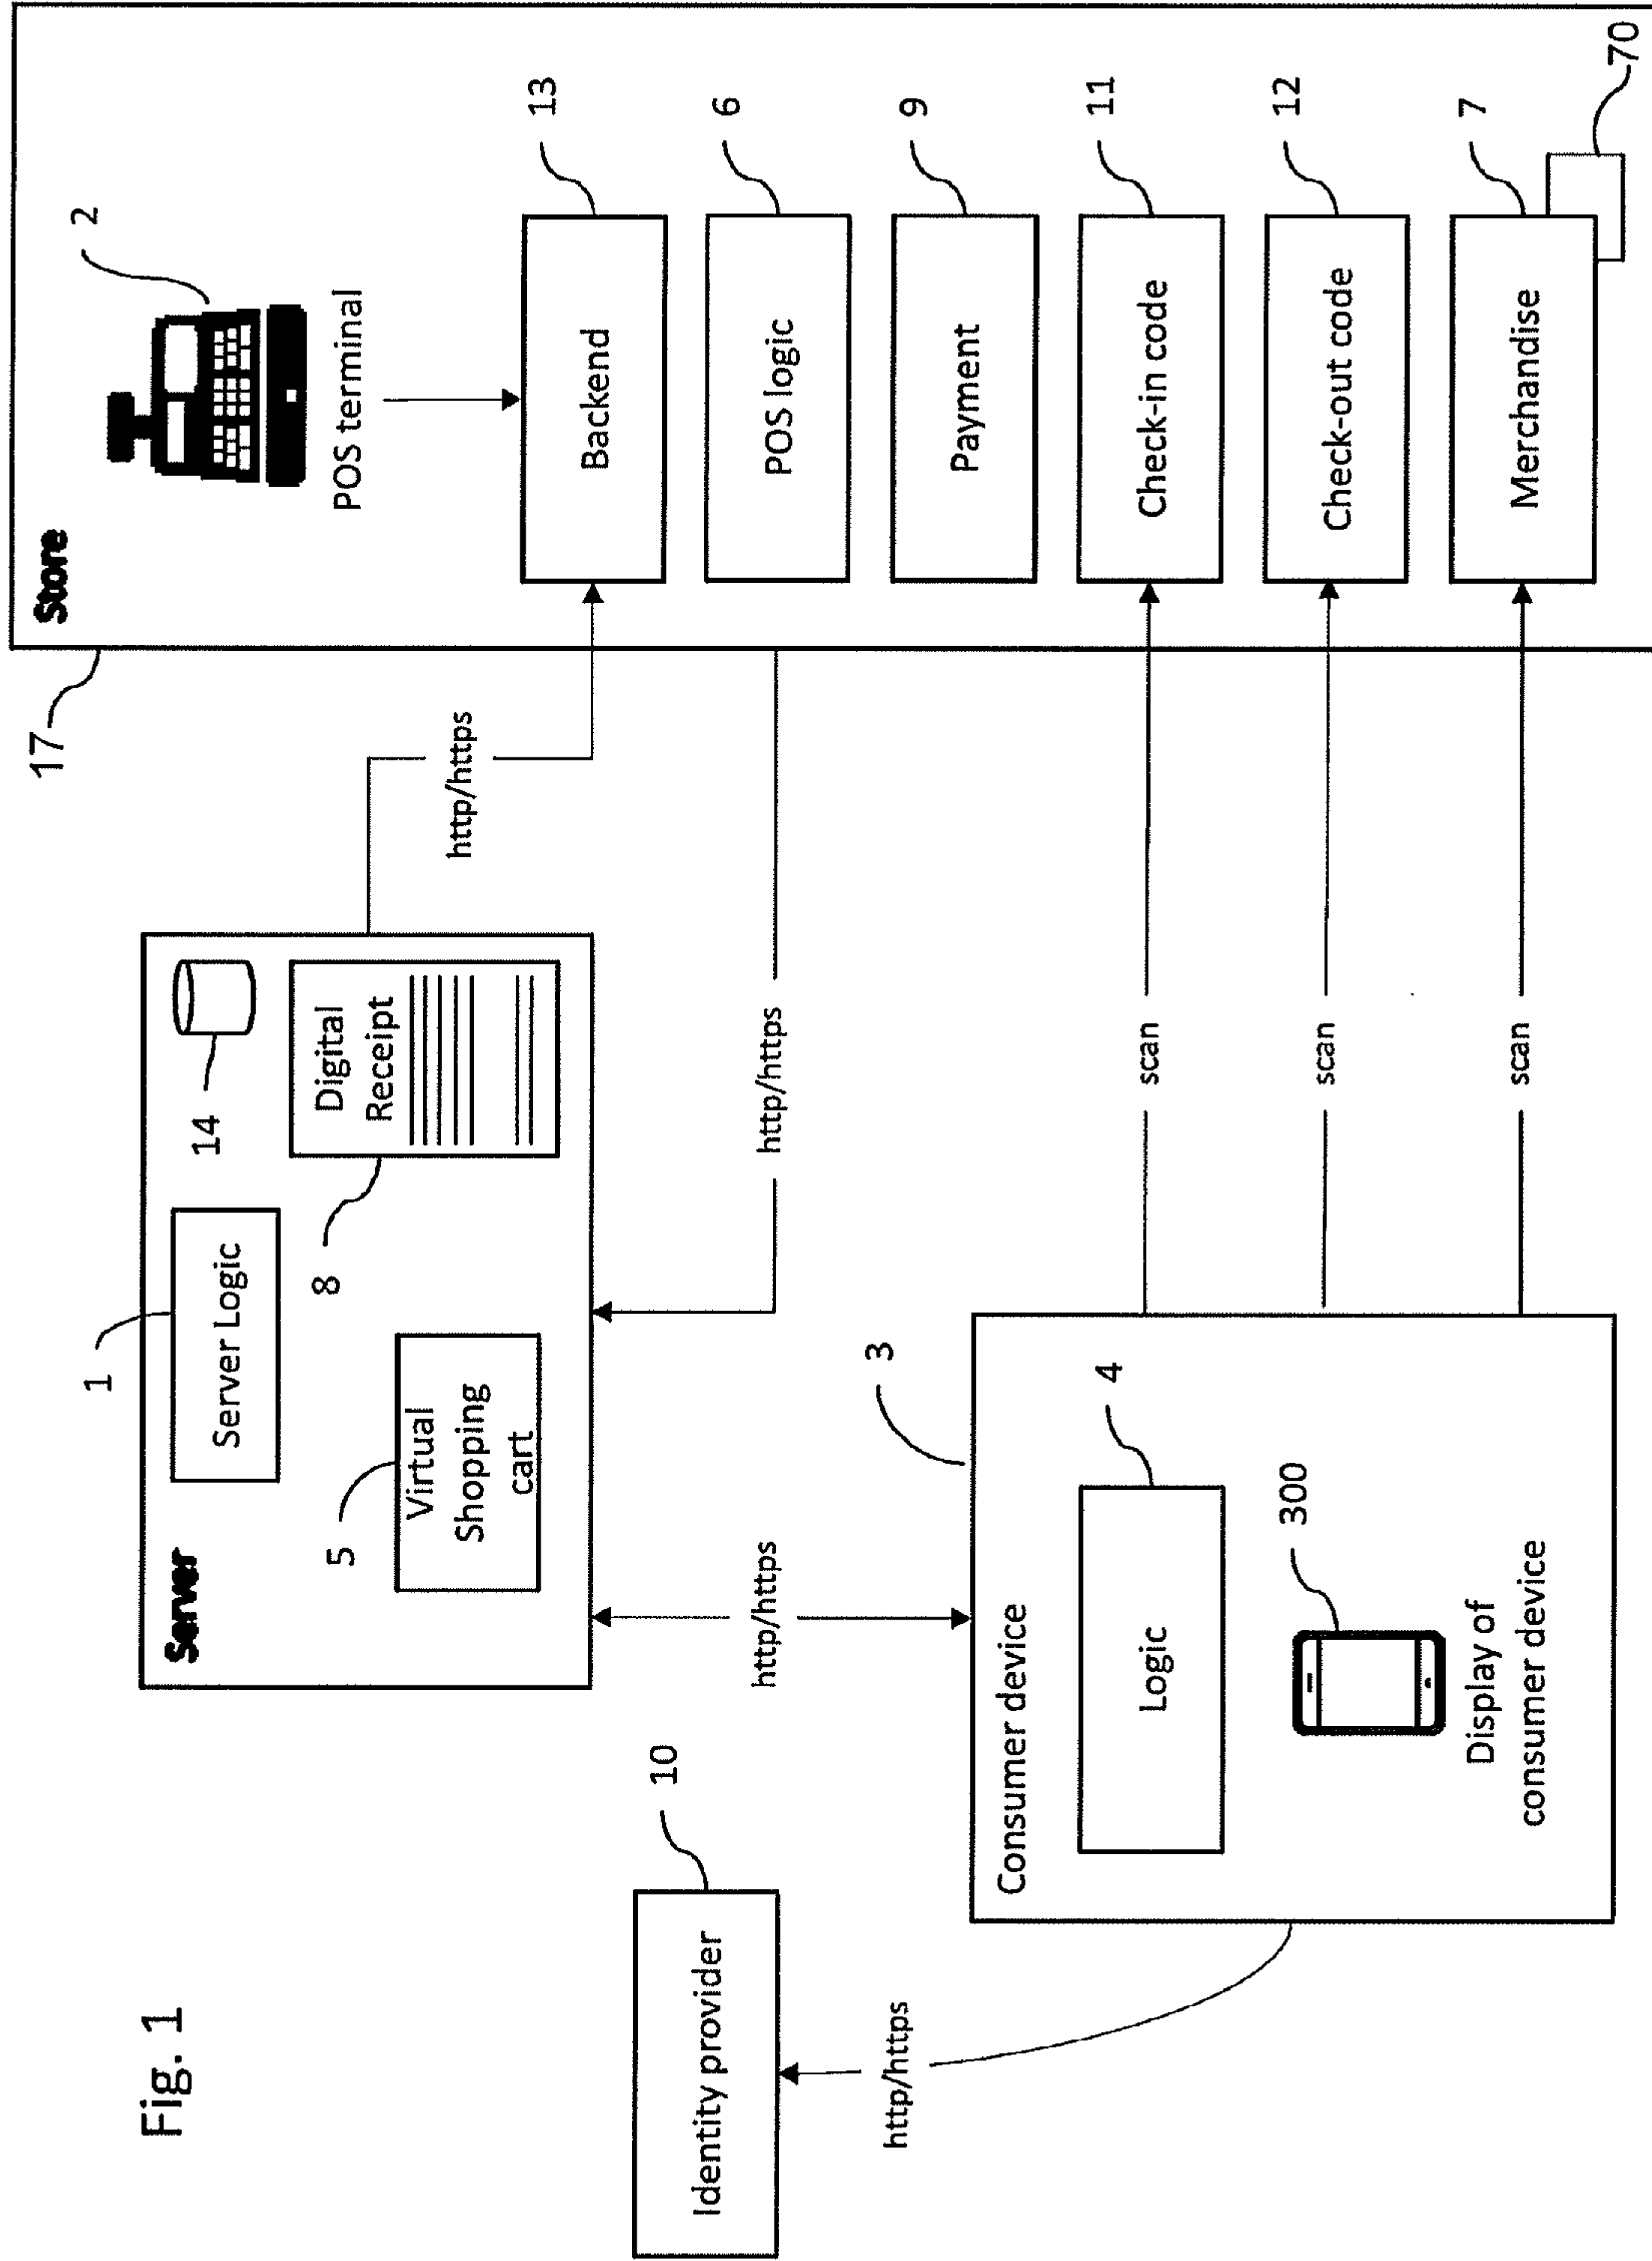 Fig. 1
Identity provider
10
http/https
Server
1
Server Logic
14
5
Virtual
Shopping
cart
8
Digital
Receipt
http/https
http/https
http/https
Consumer device
3
Logic
4
300
Display of
consumer device
scan
scan
scan
17
Store
2
POS terminal
Backend
13
POS logic
6
Payment
9
Check-in code
11
Check-out code
12
Merchandise
7
70